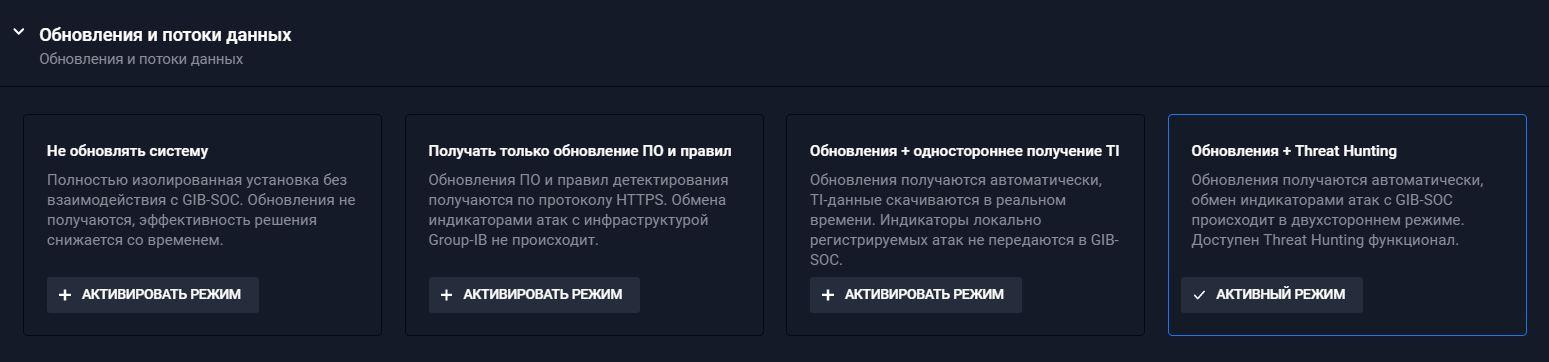 Обновления и потоки данных
Обновления и потоки данных
Не обновлять систему
Полностью изолированная установка без
взаимодействия с GIB-SOC. Обновления не
получаются, эффективность решения
снижается со временем.
АКТИВИРОВАТЬ РЕЖИМ
Получать только обновление ПО и правил
Обновления ПО и правил детектирования
получаются по протоколу HTTPS. Обмена
индикаторами атак с инфраструктурой
Group-IB не происходит.
АКТИВИРОВАТЬ РЕЖИМ
Обновления + одностороннее получение TI
Обновления получаются автоматически,
TI-данные скачиваются в реальном
времени. Индикаторы локально
регистрируемых атак не передаются в GIB-
SOC.
АКТИВИРОВАТЬ РЕЖИМ
Обновления + Threat Hunting
Обновления получаются автоматически,
обмен индикаторами атак с GIB-SOC
происходит в двухстороннем режиме.
Доступен Threat Hunting функционал.
АКТИВНЫЙ РЕЖИМ